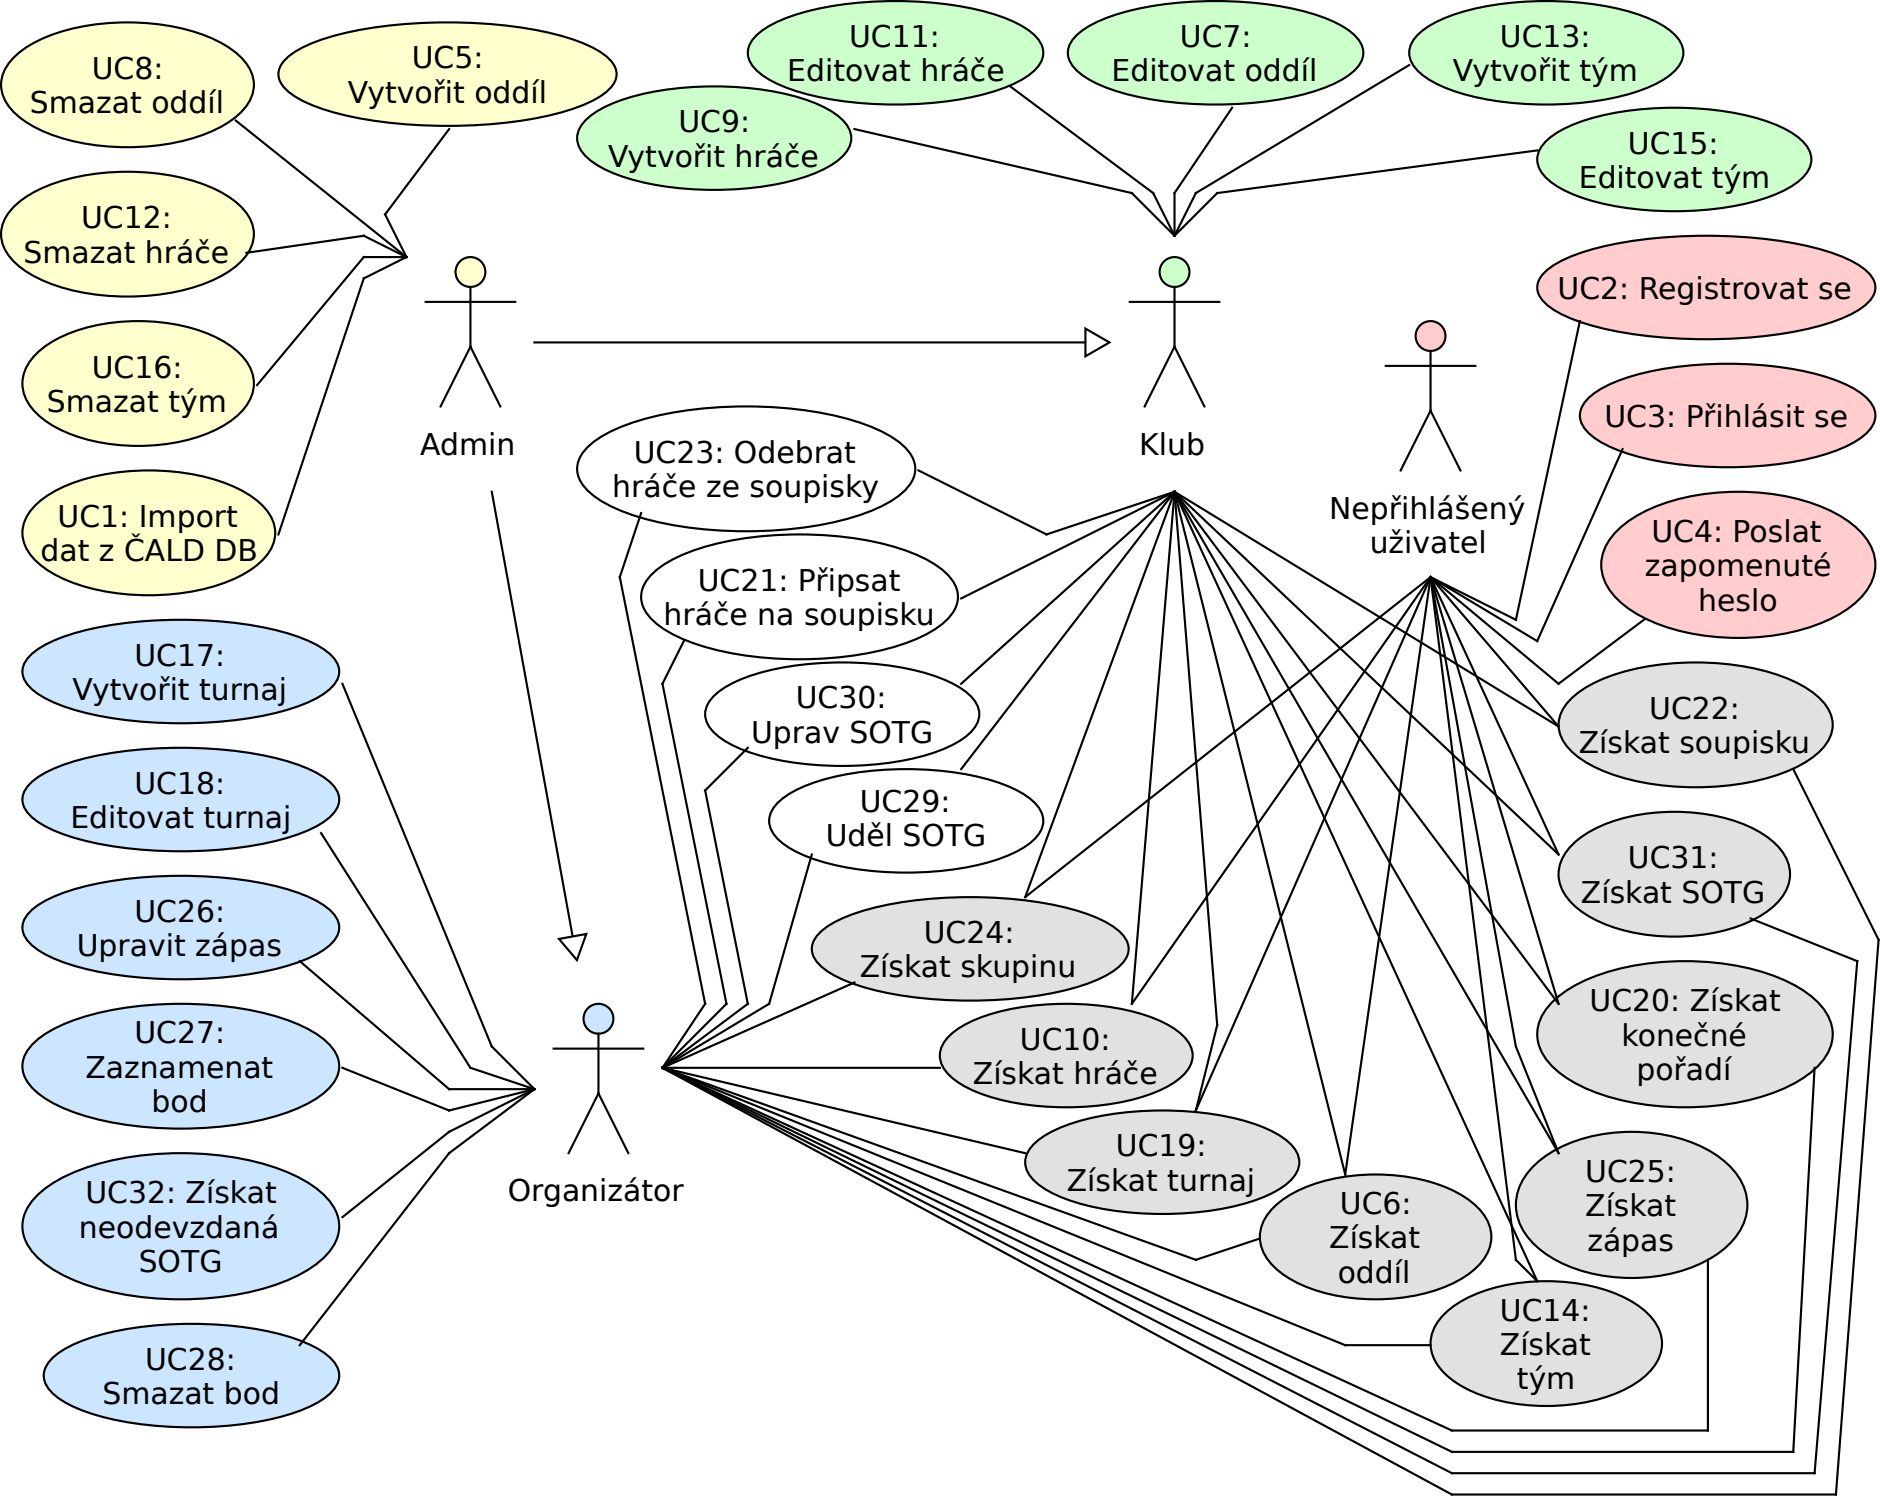 UC8:
Smazat oddíl
UC5:
Vytvořit oddíl
UC11:
Editovat hráče
UC7:
Editovat oddíl
UC13:
Vytvořit tým
UC9:
Vytvořit hráče
UC15:
Editovat tým
UC12:
Smazat hráče
UC2: Registrovat se
UC16:
Smazat tým
UC3: Přihlásit se
Admin
Klub
UC23: Odebrat
hráče ze soupisky
Nepřihlášený
uživatel
UC1: Import
dat z ČALD DB
UC4: Poslat
zapomenuté
heslo
UC21: Připsat
hráče na soupisku
UC17:
Vytvořit turnaj
UC30:
Uprav SOTG
UC22:
Získat soupisku
UC18:
Editovat turnaj
UC29:
Uděl SOTG
UC31:
Získat SOTG
UC26:
Upravit zápas
UC24:
Získat skupinu
UC27:
Zaznamenat
bod
UC10:
Získat hráče
UC20: Získat
konečné
pořadí
UC19:
Získat turnaj
UC25:
Získat
zápas
Organizátor
UC32: Získat
neodevzdaná
SOTG
UC6:
Získat
oddíl
UC14:
Získat
tým
UC28:
Smazat bod